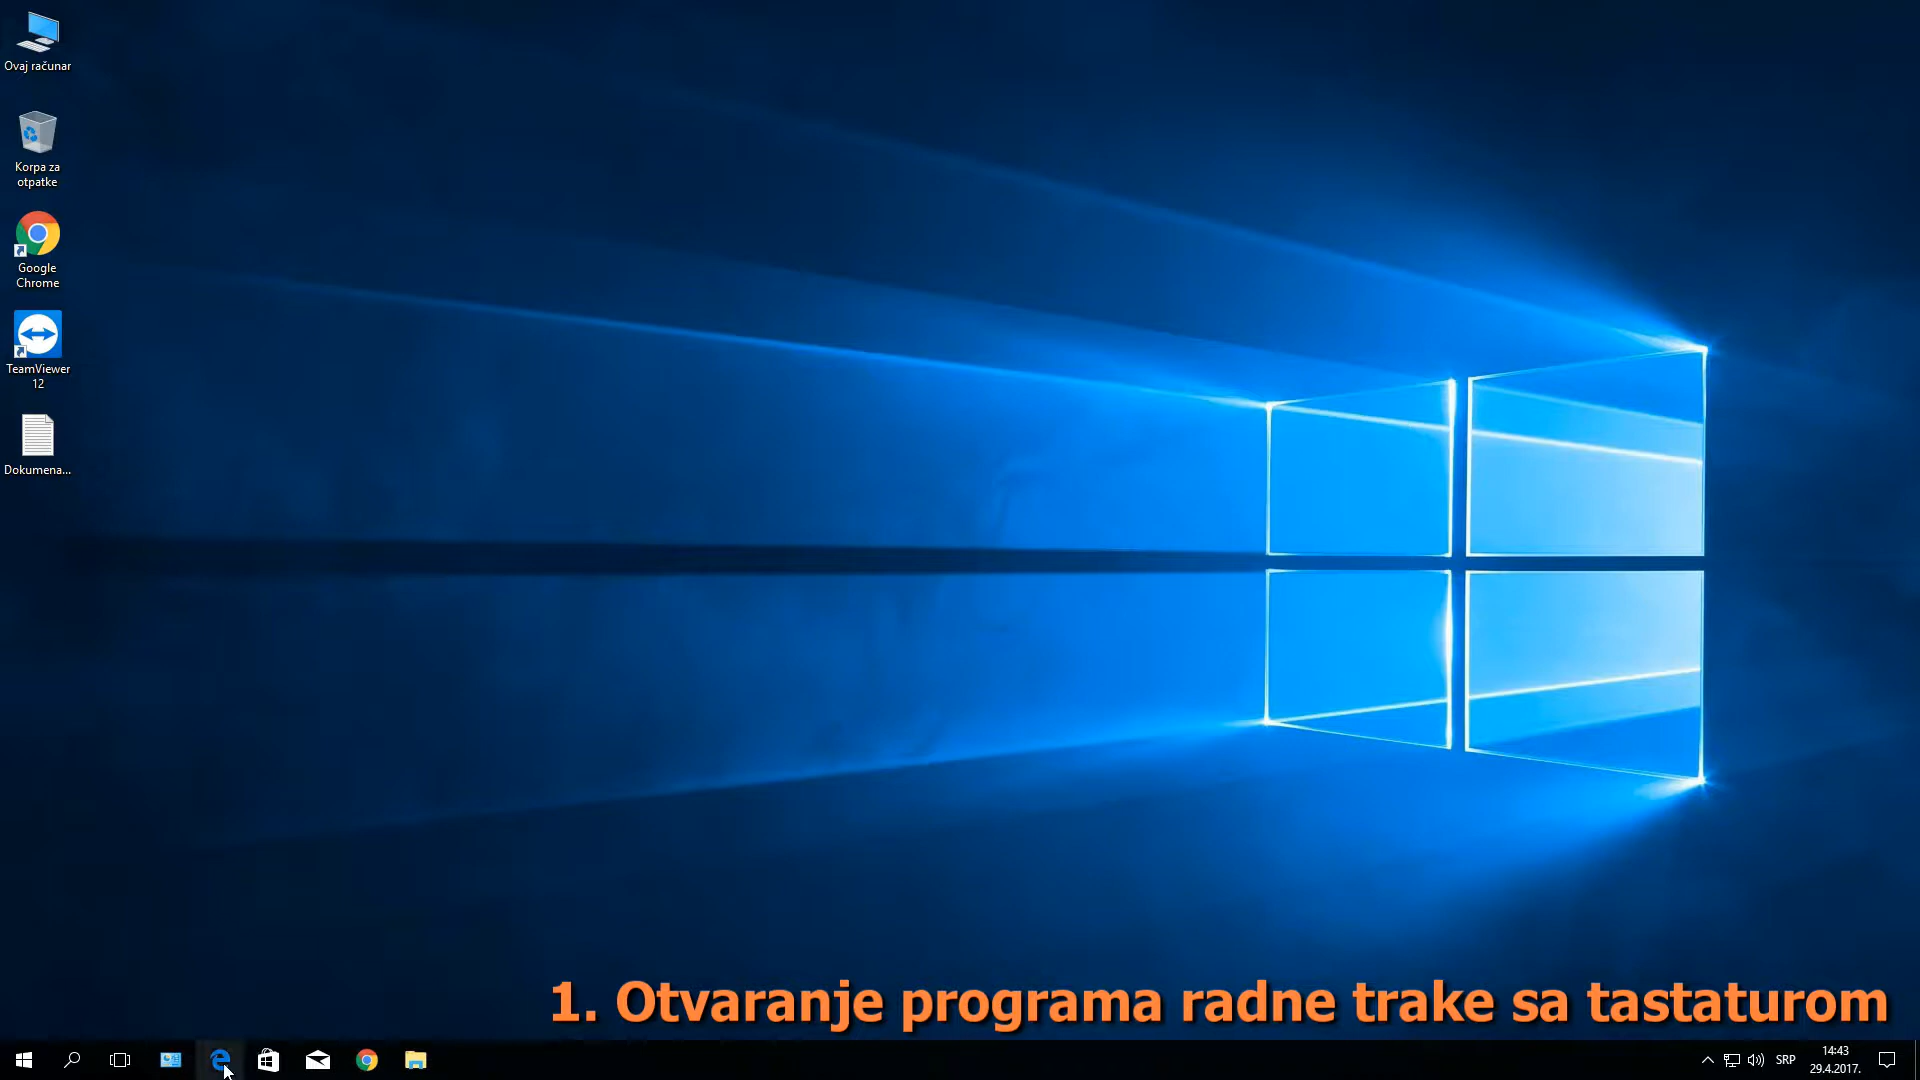 Ovaj računar
Korpa za
otpatke
Google
Chrome
TeamViewer
12
Dokumena...
1. Otvaranje programa radne trake sa tastaturom
SRP
14:43
29.4.2017.